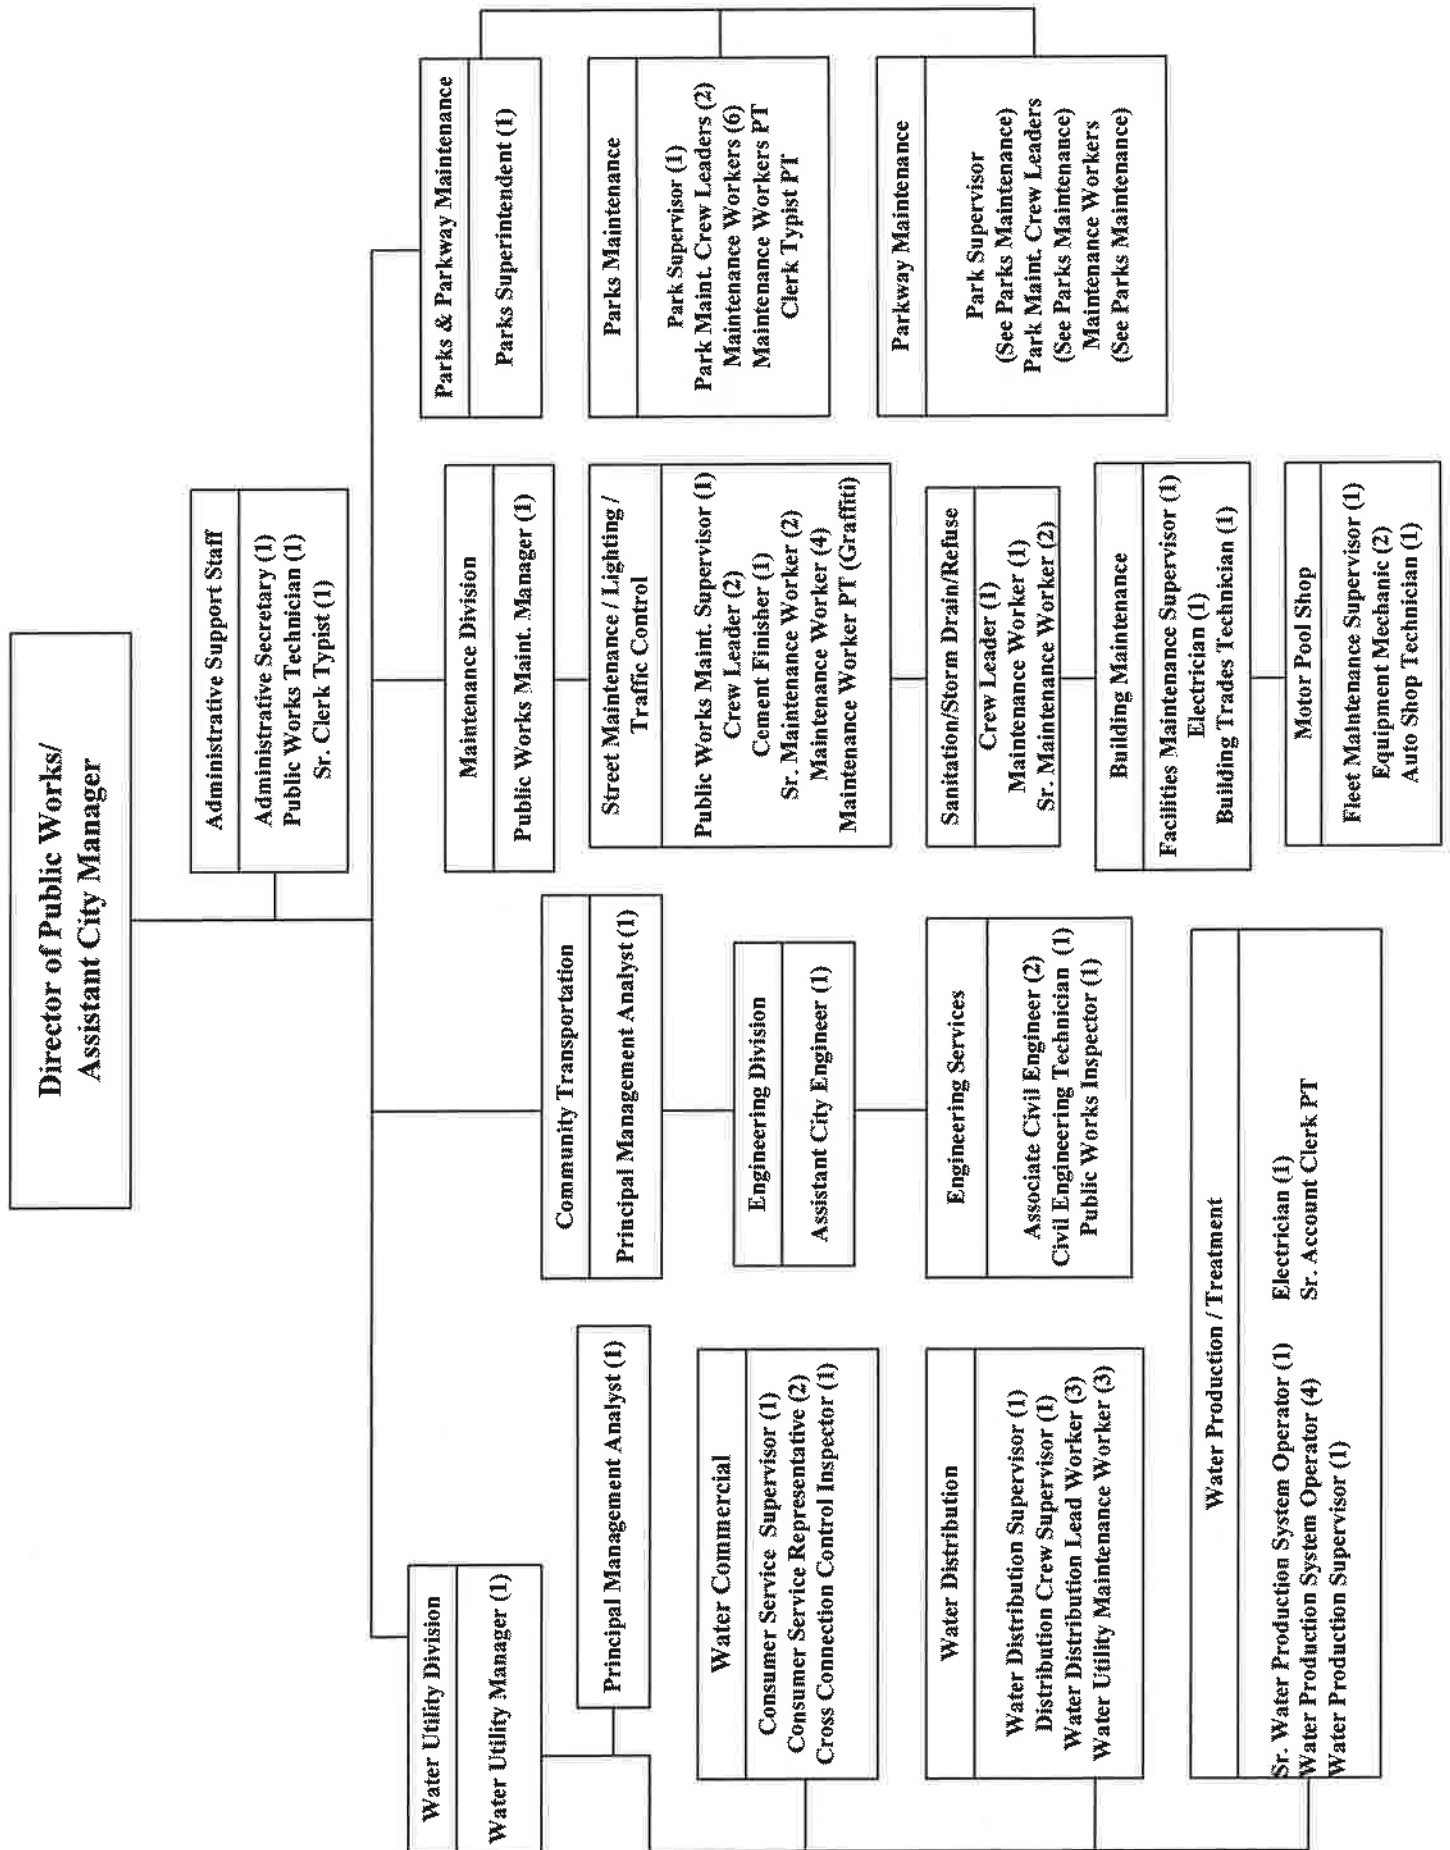 Director of Public Works/
Assistant City Manager
Administrative Support Staff
Administrative Secretary (1)
Public Works Technician (1)
Sr. Clerk Typist (1)
Water Utility Division
Water Utility Manager (1)
Principal Management Analyst (1)
Water Commercial
Consumer Service Supervisor (1)
Consumer Service Representative (2)
Cross Connection Control Inspector (1)
Water Distribution
Water Distribution Supervisor (1)
Distribution Crew Supervisor (1)
Water Distribution Lead Worker (3)
Water Utility Maintenance Worker (3)
Water Production / Treatment
Sr. Water Production System Operator (1) Electrician (1)
Water Production System Operator (4) Sr. Account Clerk PT
Water Production Supervisor (1)
Community Transportation
Principal Management Analyst (1)
Engineering Division
Assistant City Engineer (1)
Engineering Services
Associate Civil Engineer (2)
Civil Engineering Technician (1)
Public Works Inspector (1)
Maintenance Division
Public Works Maint. Manager (1)
Street Maintenance / Lighting /
Traffic Control
Public Works Maint. Supervisor (1)
Crew Leader (2)
Cement Finisher (1)
Sr. Maintenance Worker (2)
Maintenance Worker (4)
Maintenance Worker PT (Graffiti)
Sanitation/Storm Drain/Refuse
Crew Leader (1)
Maintenance Worker (1)
Sr. Maintenance Worker (2)
Building Maintenance
Facilities Maintenance Supervisor (1)
Electrician (1)
Building Trades Technician (1)
Motor Pool Shop
Fleet Maintenance Supervisor (1)
Equipment Mechanic (2)
Auto Shop Technician (1)
Parks & Parkway Maintenance
Parks Superintendent (1)
Parks Maintenance
Park Supervisor (1)
Park Maint. Crew Leaders (2)
Maintenance Workers (6)
Maintenance Workers PT
Clerk Typist PT
Parkway Maintenance
Park Supervisor
(See Parks Maintenance)
Park Maint. Crew Leaders
(See Parks Maintenance)
Maintenance Workers
(See Parks Maintenance)